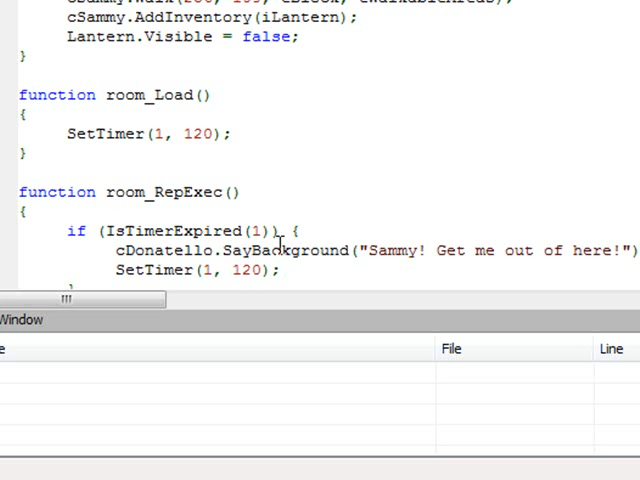 cSammy.AddInventory(iLantern);
Lantern.Visible = false;
}
function room_Load()
{
SetTimer(1, 120);
}
function room_RepExec()
{
if (IsTimerExpired(1)) {
cDonatello.SayBackground("Sammy! Get me out of here!")
SetTimer(1, 120);
}
Window
e File Line